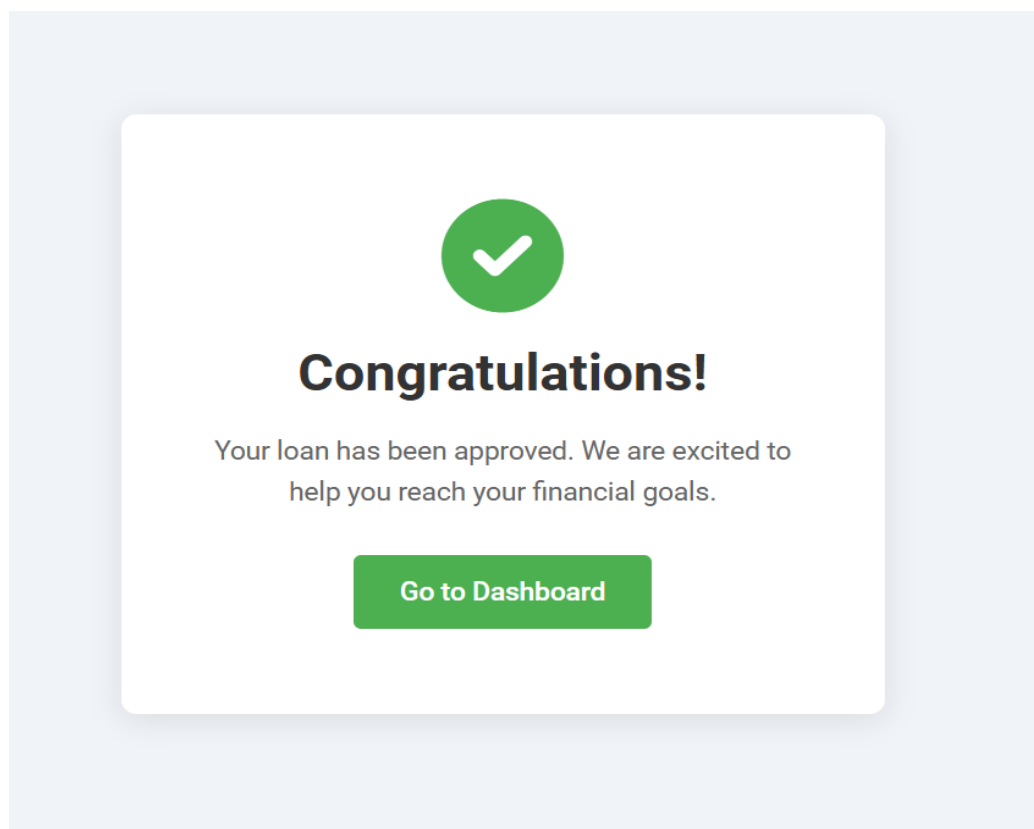 Congratulations!
Your loan has been approved. We are excited to
help you reach your financial goals.
Go to Dashboard